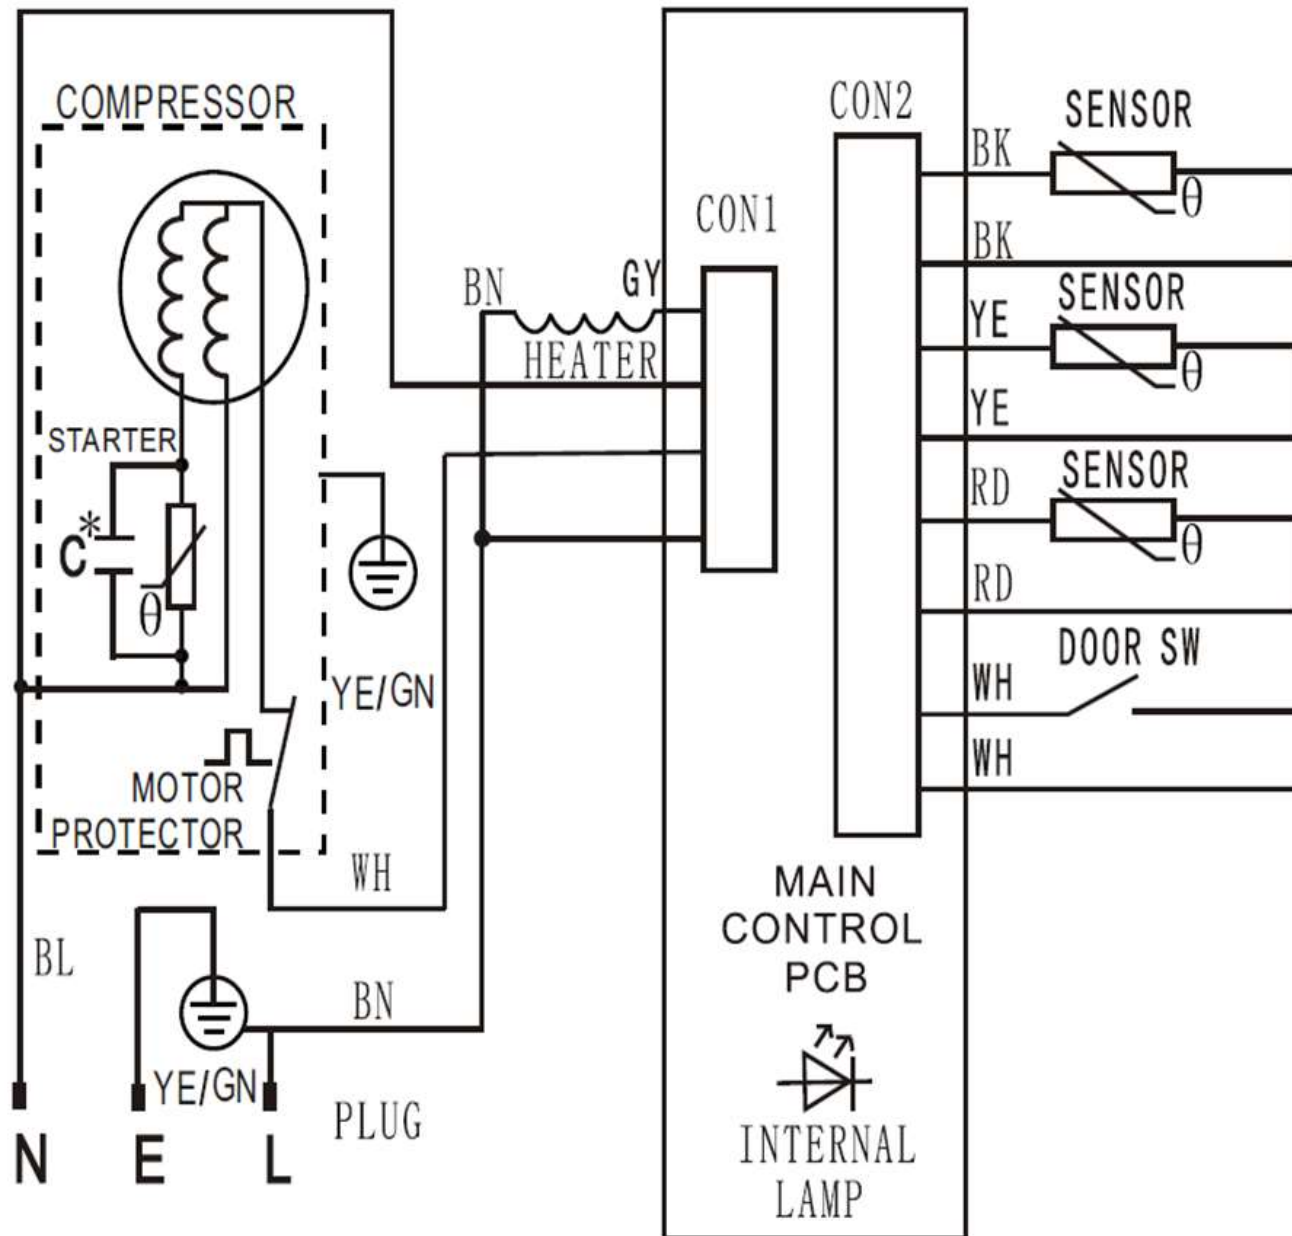 COMPRESSOR
CON2
SENSOR
BK
θ
CON1
BK
BN
GY
SENSOR
YE
HEATER
θ
YE
STARTER
SENSOR
RD
C*
θ
θ
RD
DOOR SW
YE/GN
WH
MOTOR
PROTECTOR
WH
WH
MAIN
CONTROL
PCB
BL
BN
YE/GN
PLUG
N
E
L
INTERNAL
LAMP